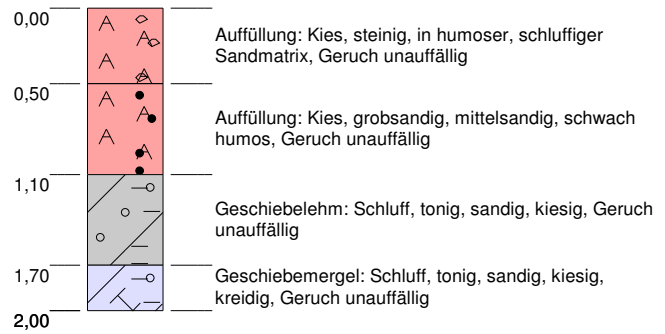 0,00
Auffüllung: Kies, steinig, in humoser, schluffiger
Sandmatrix, Geruch unauffällig
0,50
Auffüllung: Kies, grobsandig, mittelsandig, schwach
humos, Geruch unauffällig
1,10
Geschiebelehm: Schluff, tonig, sandig, kiesig, Geruch
unauffällig
1,70
Geschiebemergel: Schluff, tonig, sandig, kiesig,
kreidig, Geruch unauffällig
2,00